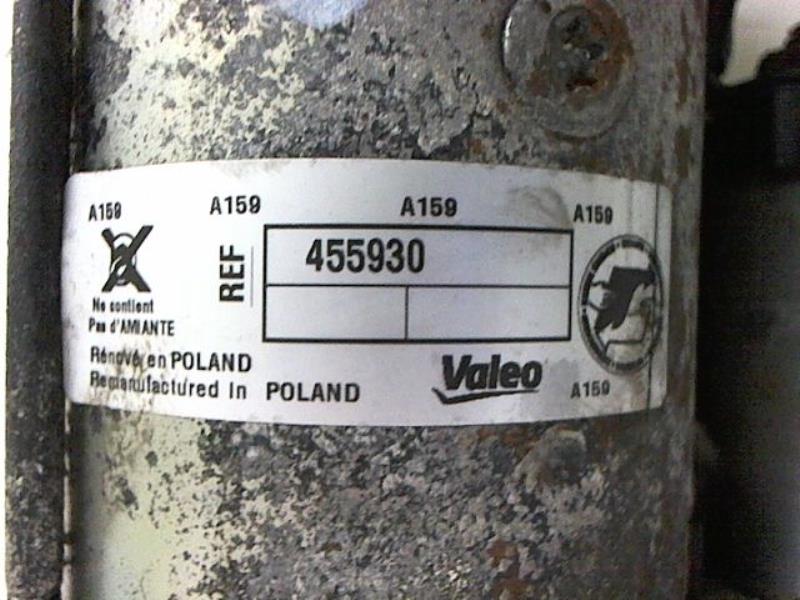 A159 A159 A159 A159
REF 455930
Ne contient
Pas d'AMIANTE
Rénové en POLAND
Remanufactured In POLAND
Valeo
A159